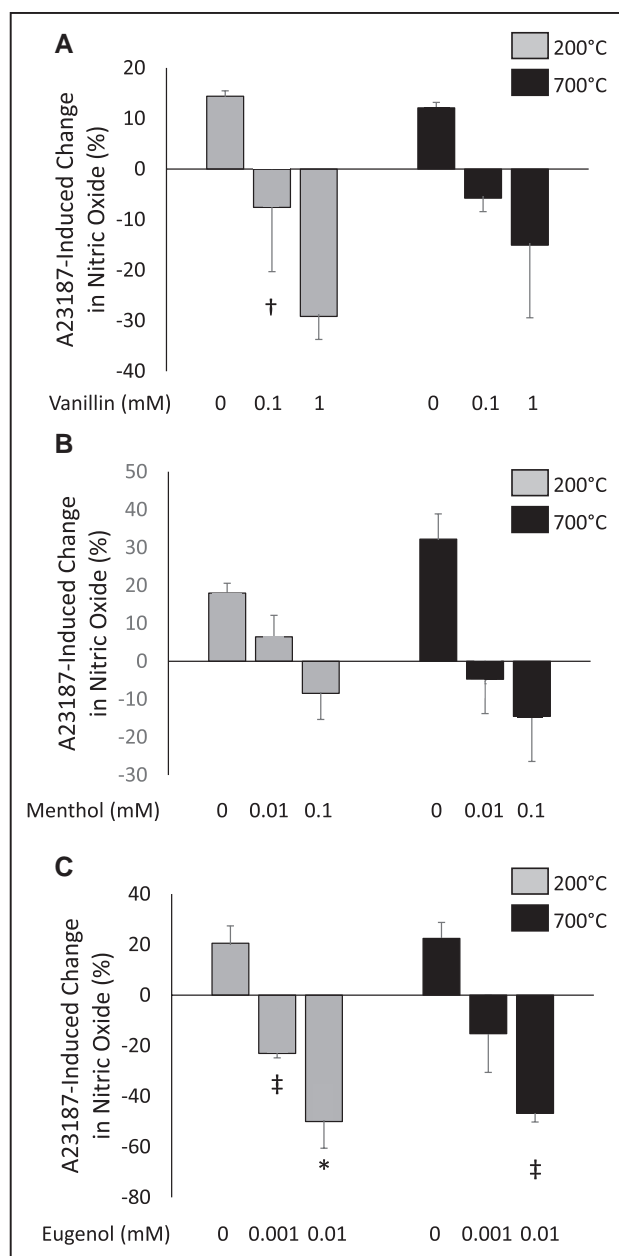 A
200°C
700°C
A23187-Induced Change
in Nitric Oxide (%)
20
10
0
-10
-20
-30
-40
†
Vanillin (mM) 0 0.1 1 0 0.1 1
B
200°C
700°C
A23187-Induced Change
in Nitric Oxide (%)
50
40
30
20
10
0
-10
-20
-30
Menthol (mM) 0 0.01 0.1 0 0.01 0.1
C
200°C
700°C
A23187-Induced Change
in Nitric Oxide (%)
40
20
0
-20
-40
-60
-80
‡
*
‡
Eugenol (mM) 0 0.001 0.01 0 0.001 0.01